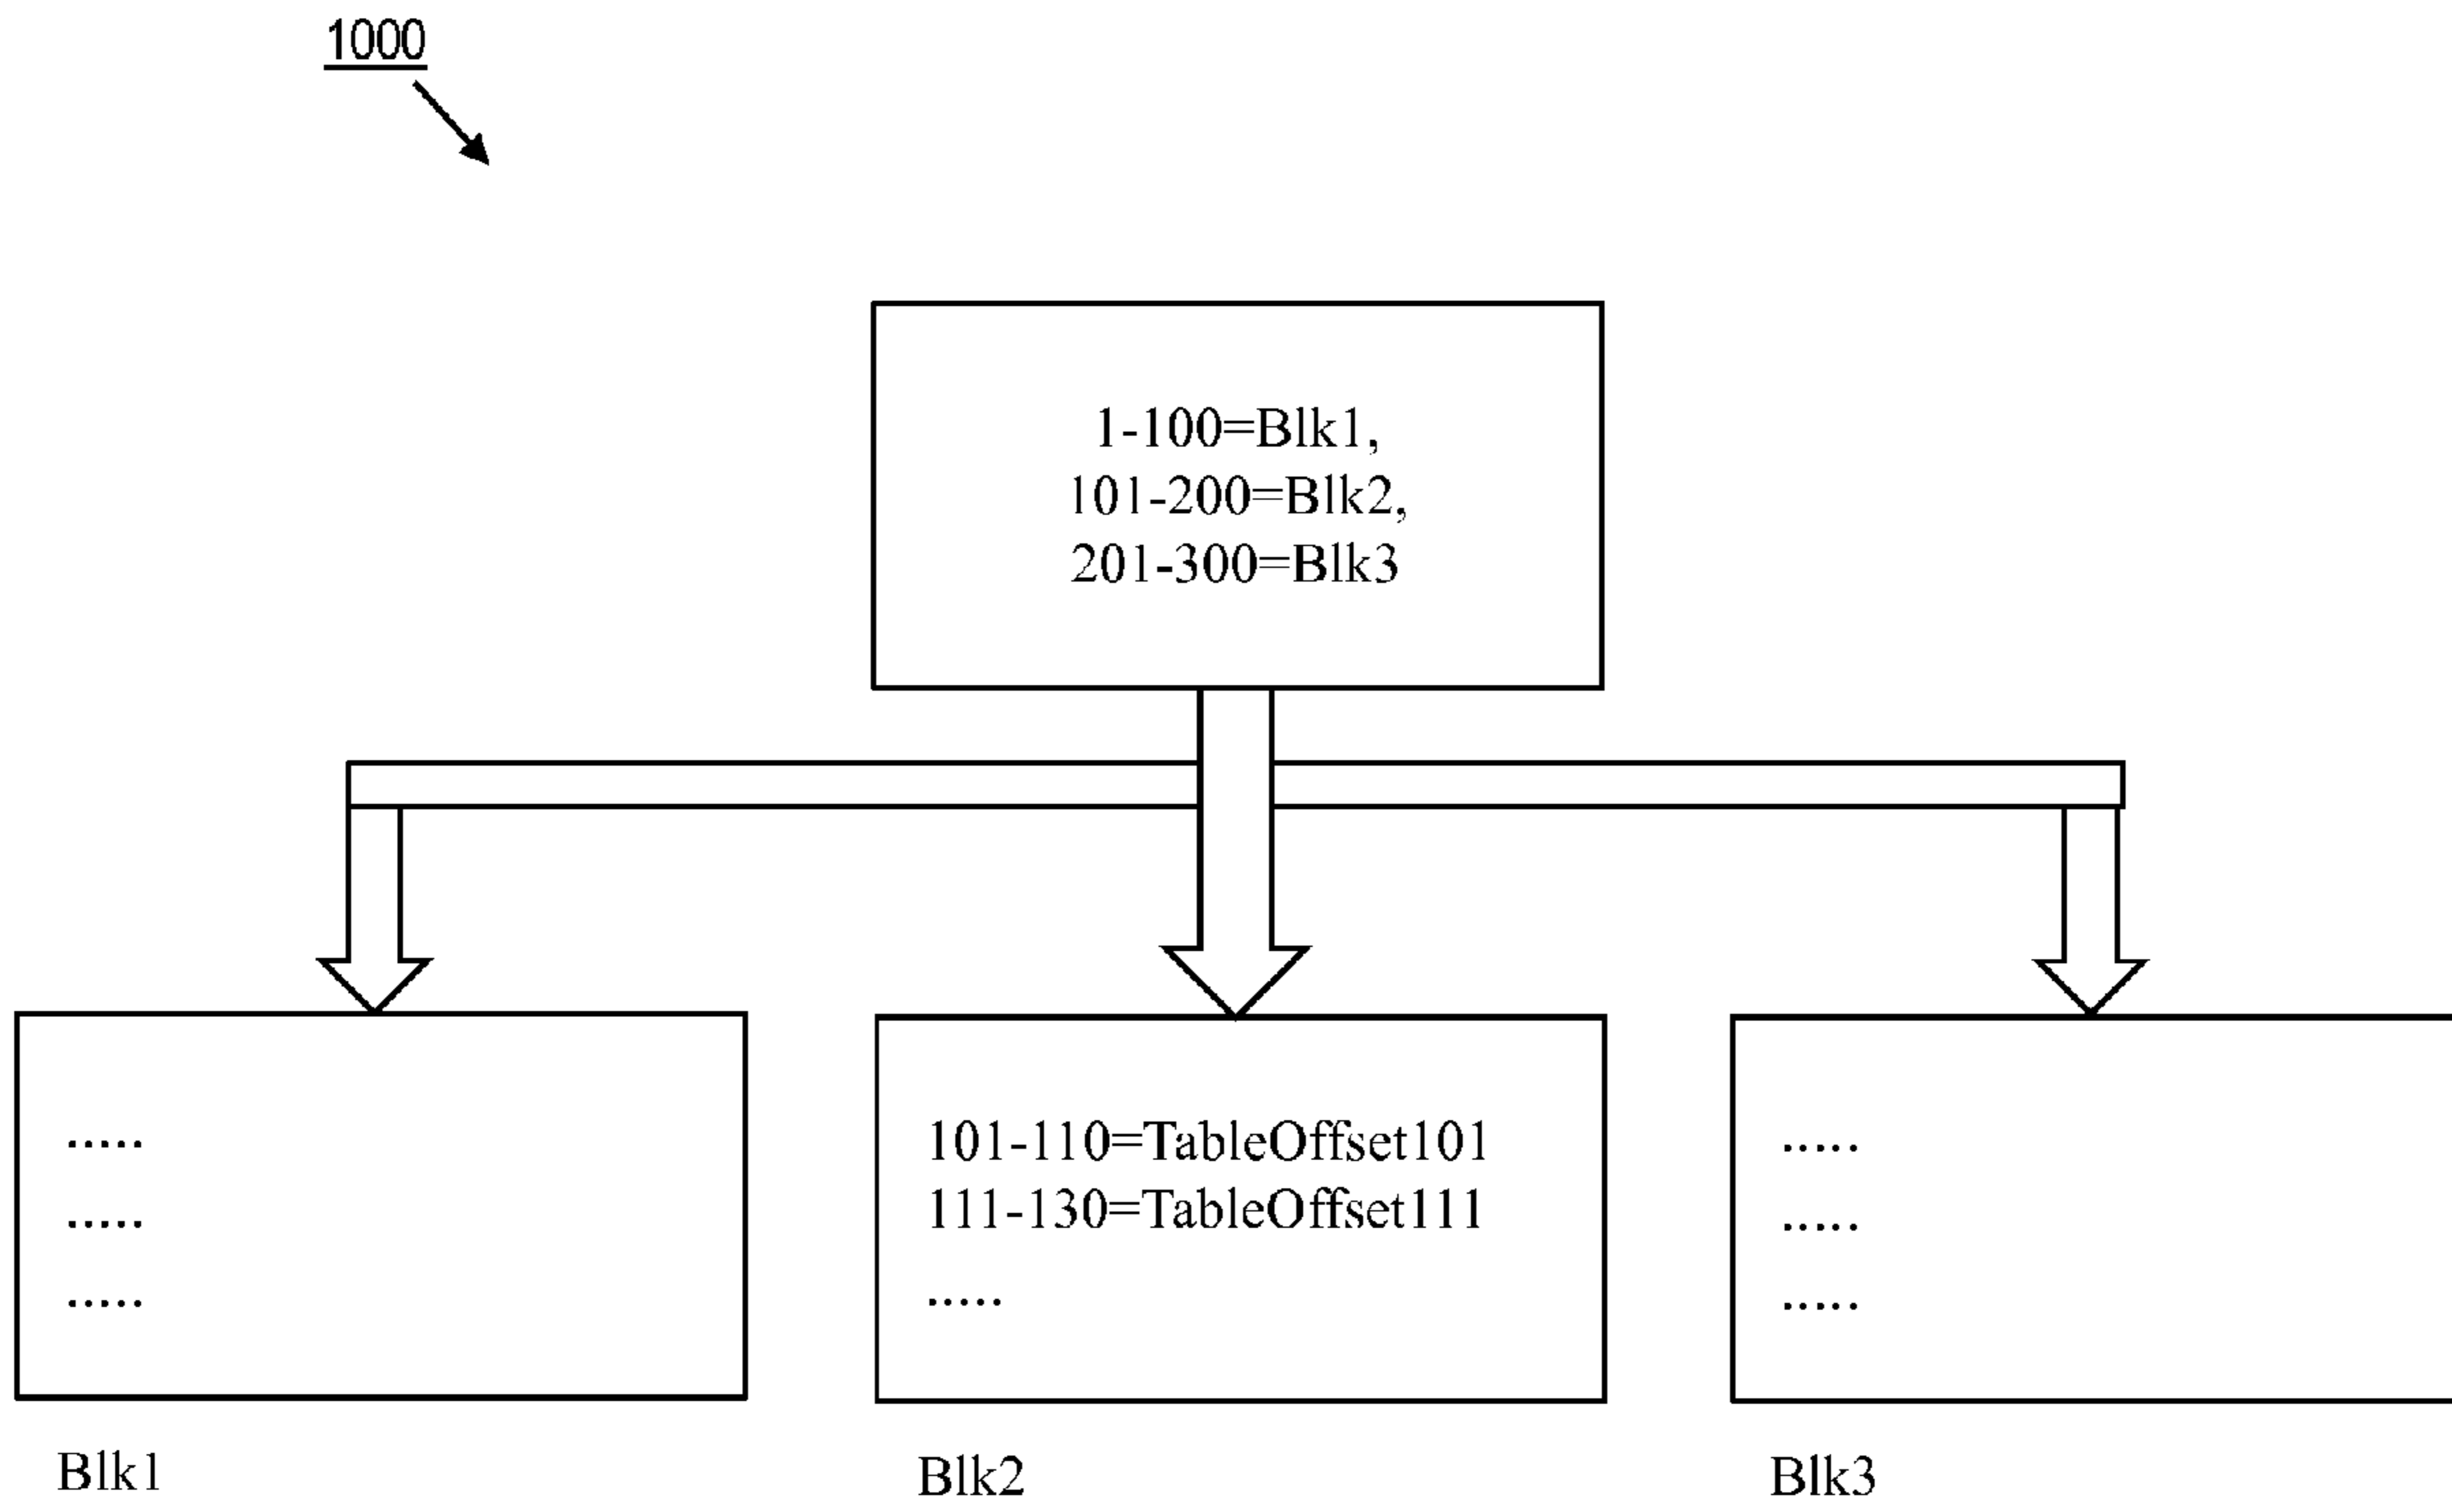 1000
1-100=Blk1,
101-200=Blk2,
201-300=Blk3
.....
.....
.....
101-110=TableOffset101
111-130=TableOffset111
.....
.....
.....
.....
Blk1
Blk2
Blk3